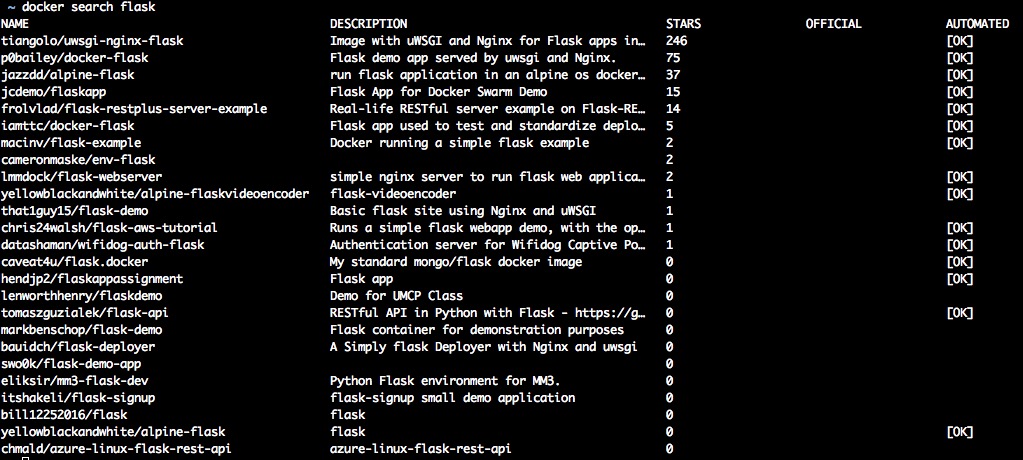 ~ docker search flask
NAME DESCRIPTION STARS OFFICIAL AUTOMATED
tiangolo/uwsgi-nginx-flask Image with uWSGI and Nginx for Flask apps in… 246 [OK]
p0bailey/docker-flask Flask demo app served by uwsgi and Nginx. 75 [OK]
jazzdd/alpine-flask run flask application in an alpine os docker… 37 [OK]
jcdemo/flaskapp Flask App for Docker Swarm Demo 15 [OK]
frolvlad/flask-restplus-server-example Real-life RESTful server example on Flask-RE… 14 [OK]
iamttc/docker-flask Flask app used to test and standardize deplo… 5 [OK]
macinv/flask-example Docker running a simple flask example 2 [OK]
cameronmaske/env-flask 2
lmmdock/flask-webserver simple nginx server to run flask web applica… 2 [OK]
yellowblackandwhite/alpine-flaskvideoencoder flask-videoencoder 1 [OK]
that1guy15/flask-demo Basic flask site using Nginx and uWSGI 1
chris24walsh/flask-aws-tutorial Runs a simple flask webapp demo, with the op… 1 [OK]
datashaman/wifidog-auth-flask Authentication server for Wifidog Captive Po… 1 [OK]
caveat4u/flask.docker My standard mongo/flask docker image 0 [OK]
hendjp2/flaskappassignment Flask app 0 [OK]
lenworthhenry/flaskdemo Demo for UMCP Class 0
tomaszguzialek/flask-api RESTful API in Python with Flask - https://g… 0 [OK]
markbenschop/flask-demo Flask container for demonstration purposes 0
bauidch/flask-deployer A Simply flask Deployer with Nginx and uwsgi 0
swo0k/flask-demo-app 0
eliksir/mm3-flask-dev Python Flask environment for MM3. 0
itshakeli/flask-signup flask-signup small demo application 0
bill12252016/flask flask 0
yellowblackandwhite/alpine-flask flask 0 [OK]
chmald/azure-linux-flask-rest-api azure-linux-flask-rest-api 0